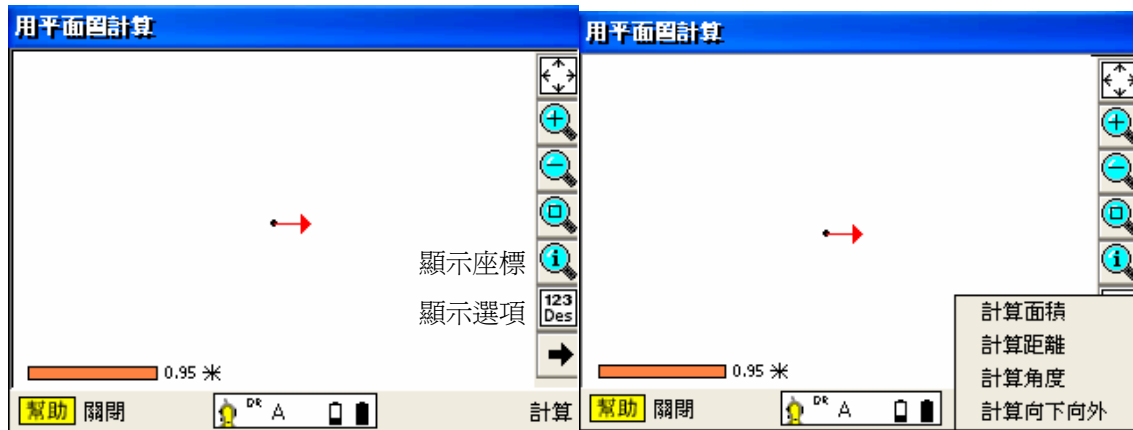 用平面圖計算
顯示座標
123
Des
顯示選項
0.95 米
幫助 關閉
DR A
計算
用平面圖計算
計算面積
計算距離
計算角度
計算向下向外
0.95 米
幫助 關閉
DR A